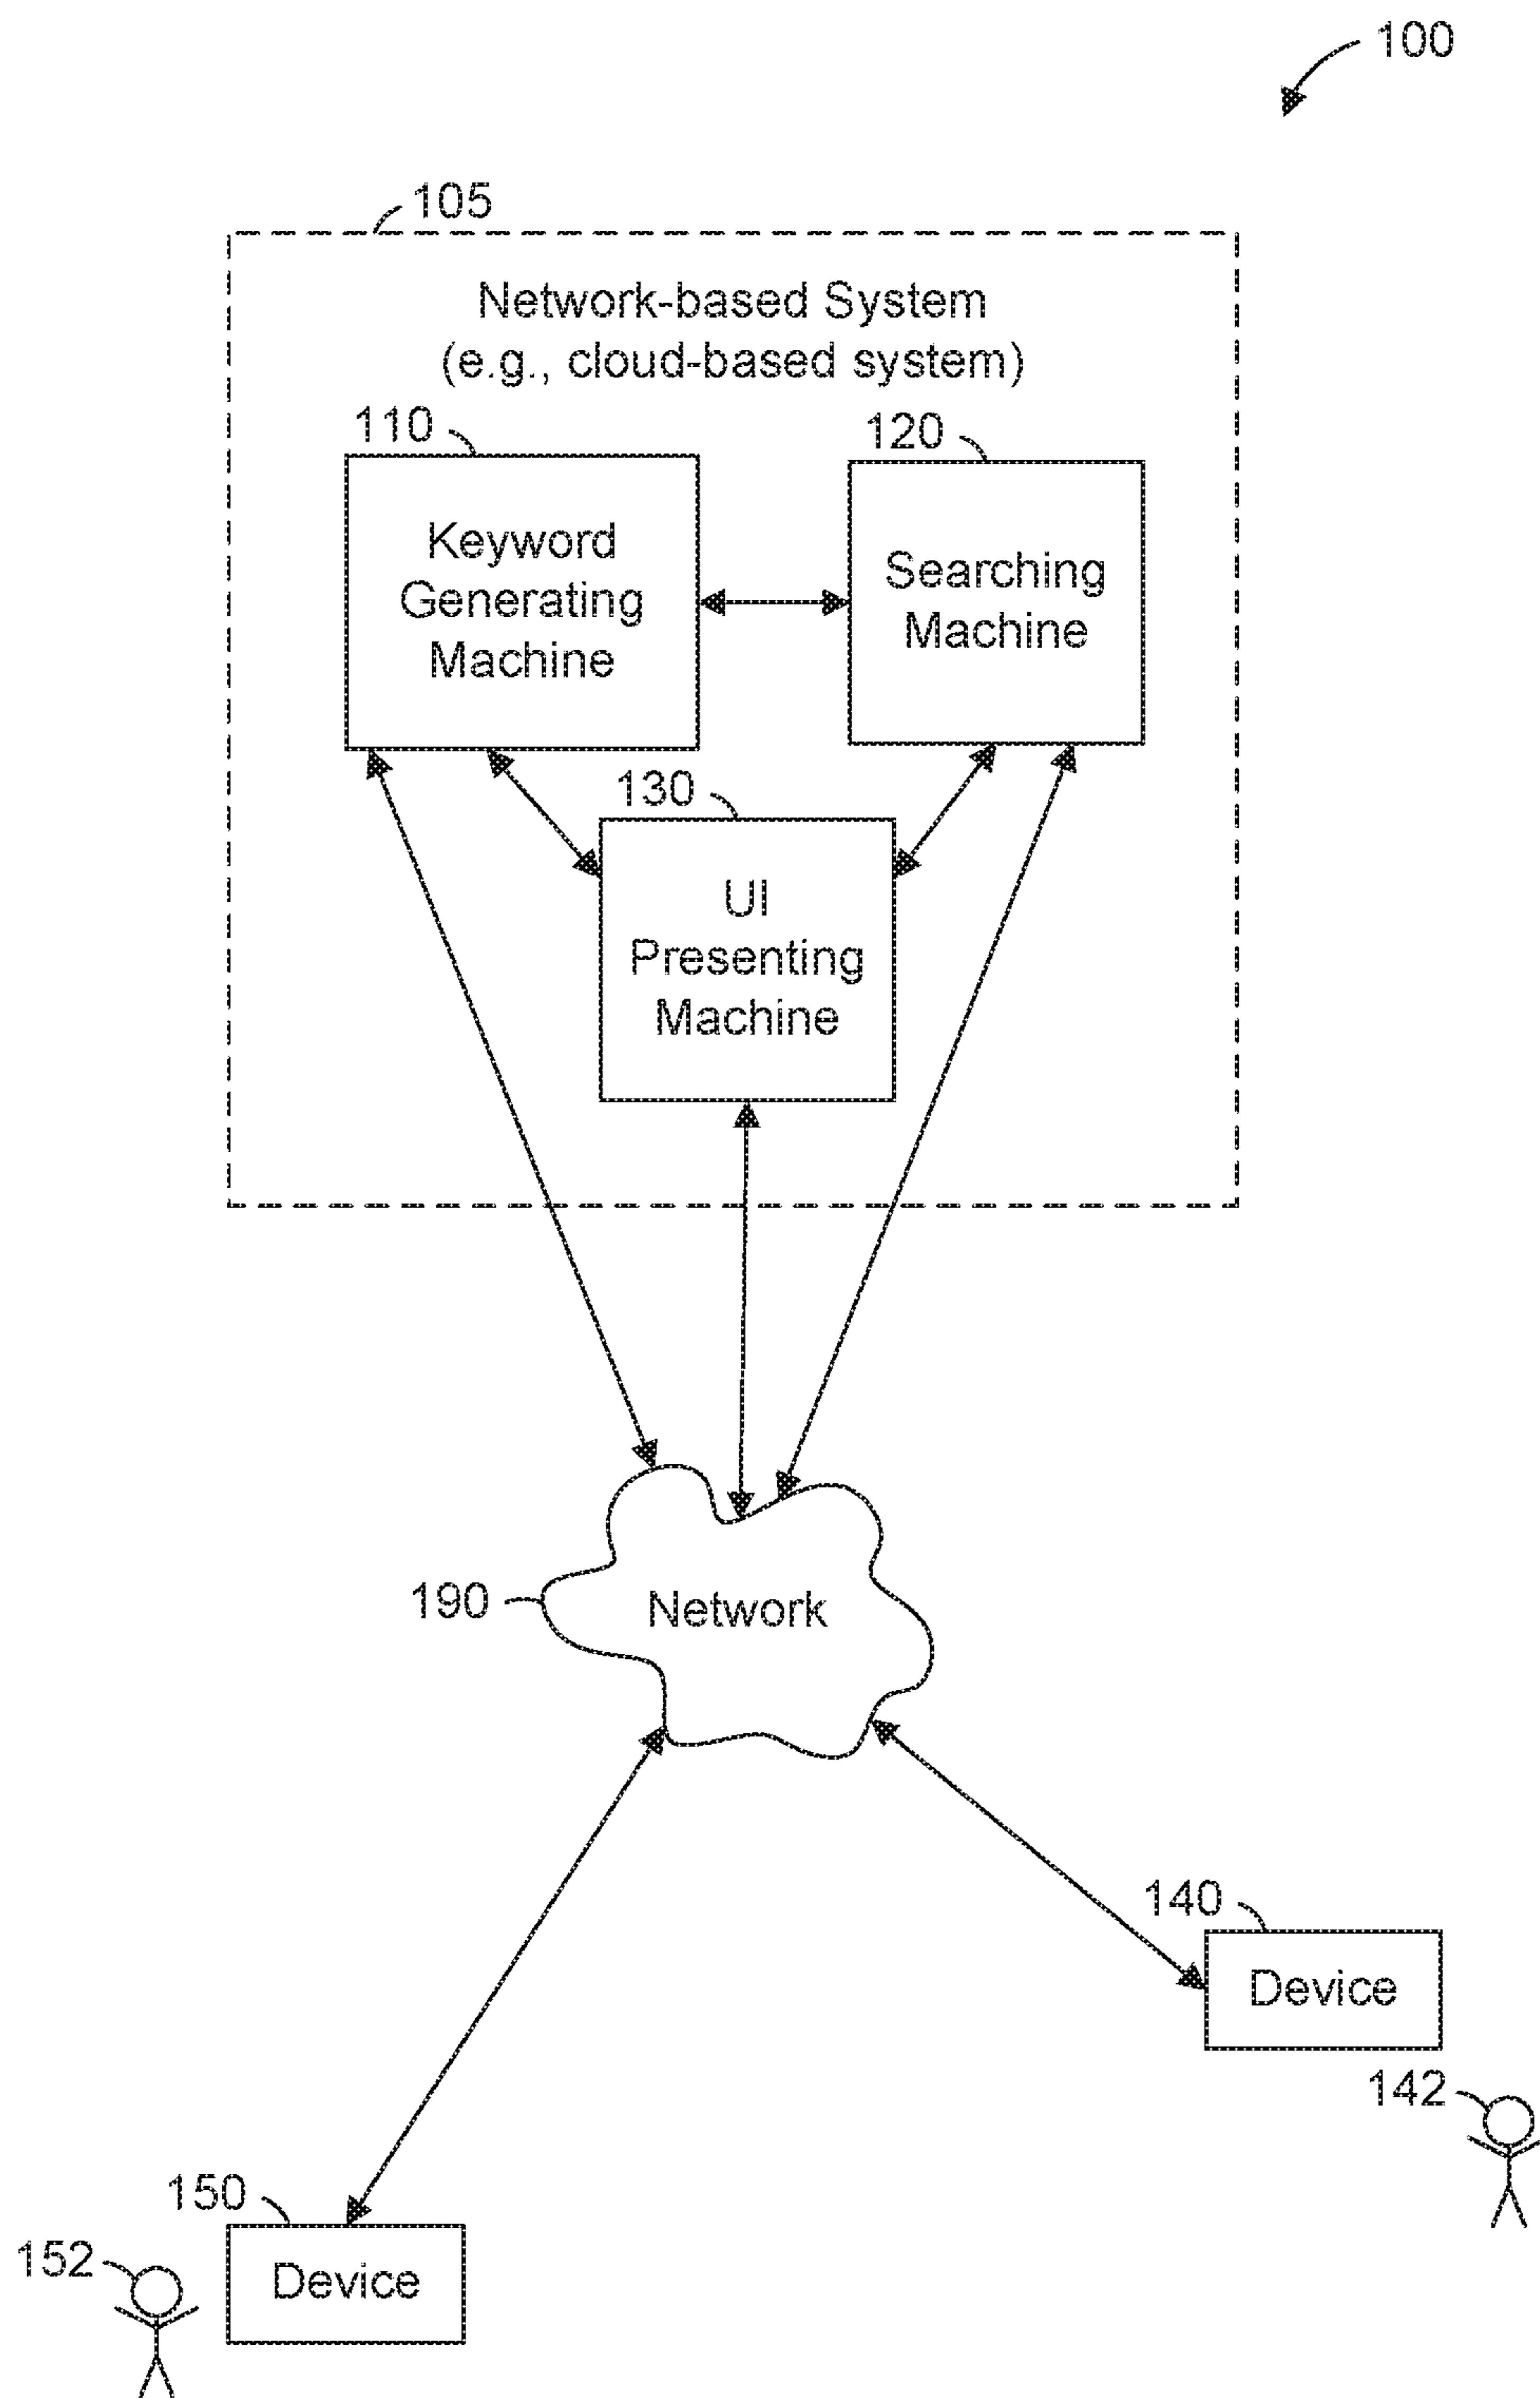 100
105
Network-based System
(e.g., cloud-based system)
110
120
Keyword
Generating
Machine
Searching
Machine
130
UI
Presenting
Machine
190
Network
140
Device
142
150
152
Device